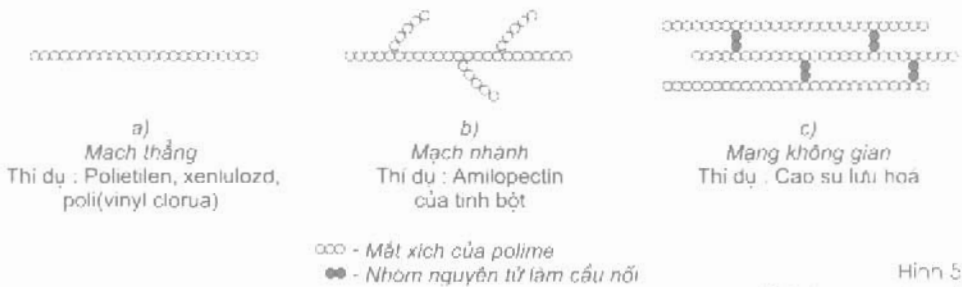 a)
Mạch thẳng
Thí dụ : Polietilen, xenlulozơ,
poli(vinyl clorua)
b)
Mạch nhánh
Thí dụ : Amilopectin
của tinh bột
c)
Mạng không gian
Thí dụ : Cao su lưu hoá
- Mắt xích của polime
- Nhóm nguyên tử làm cầu nối
Hình 5